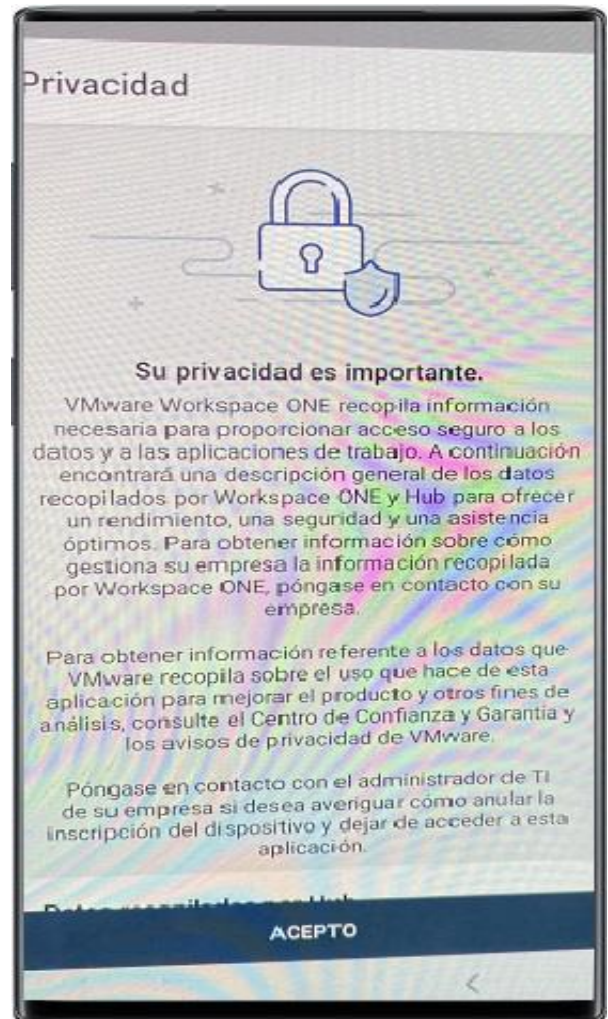 Privacidad
Su privacidad es importante.
VMware Workspace ONE recopila información
necesaria para proporcionar acceso seguro a los
datos y a las aplicaciones de trabajo. A continuación
encontrará una descripción general de los datos
recopilados por Workspace ONE y Hub para ofrecer
un rendimiento, una seguridad y una asistencia
óptimos. Para obtener información sobre cómo
gestiona su empresa la información recopilada
por Workspace ONE, póngase en contacto con su
empresa.
Para obtener información referente a los datos que
VMware recopila sobre el uso que hace de esta
aplicación para mejorar el producto y otros fines de
análisis, consulte el Centro de Confianza y Garantía y
los avisos de privacidad de VMware.
Póngase en contacto con el administrador de TI
de su empresa si desea averiguar cómo anular la
inscripción del dispositivo y dejar de acceder a esta
aplicación.
Datos recopilados por Hub
ACEPTO